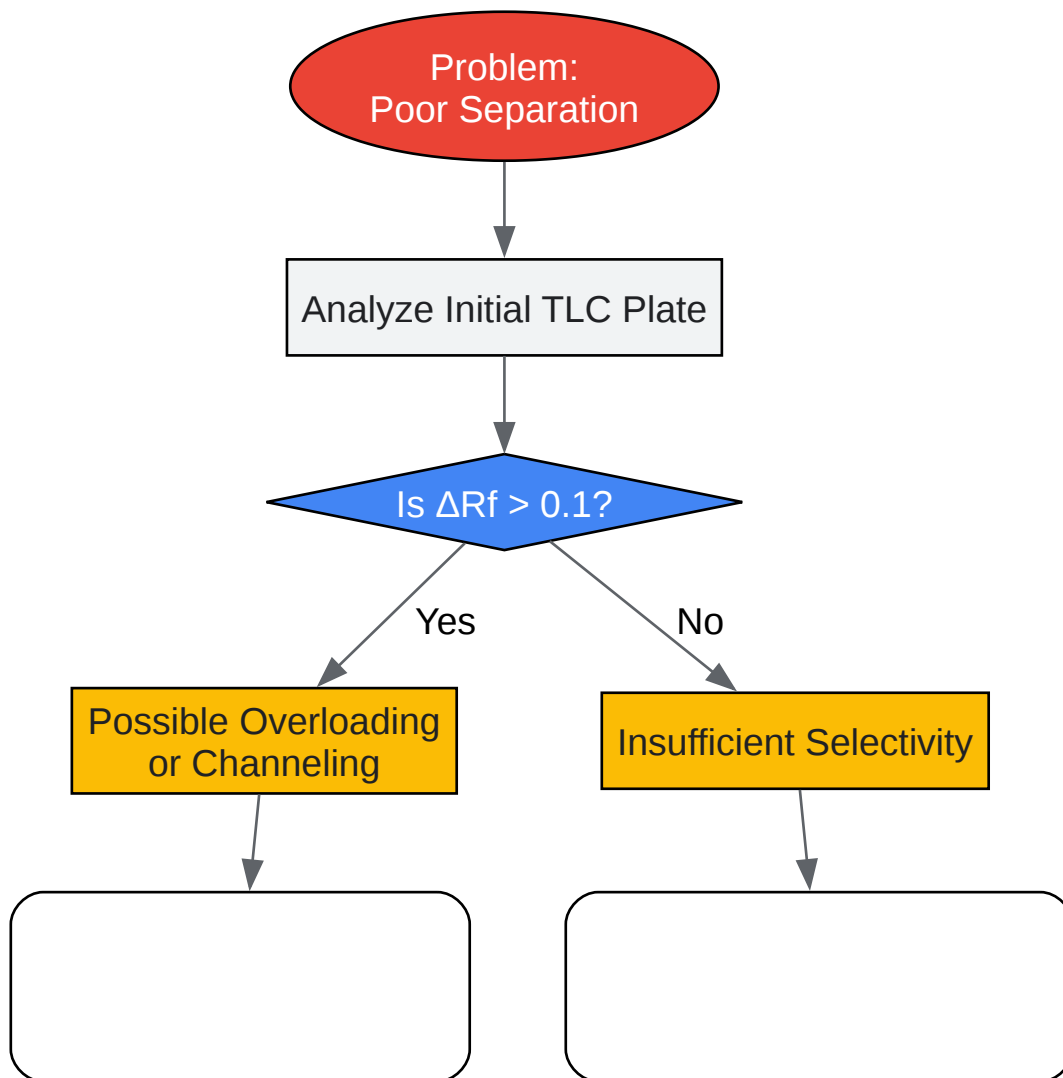 Problem:
Poor Separation
Analyze Initial TLC Plate
Is ΔRf > 0.1?
Yes
No
Possible Overloading
or Channeling
Insufficient Selectivity